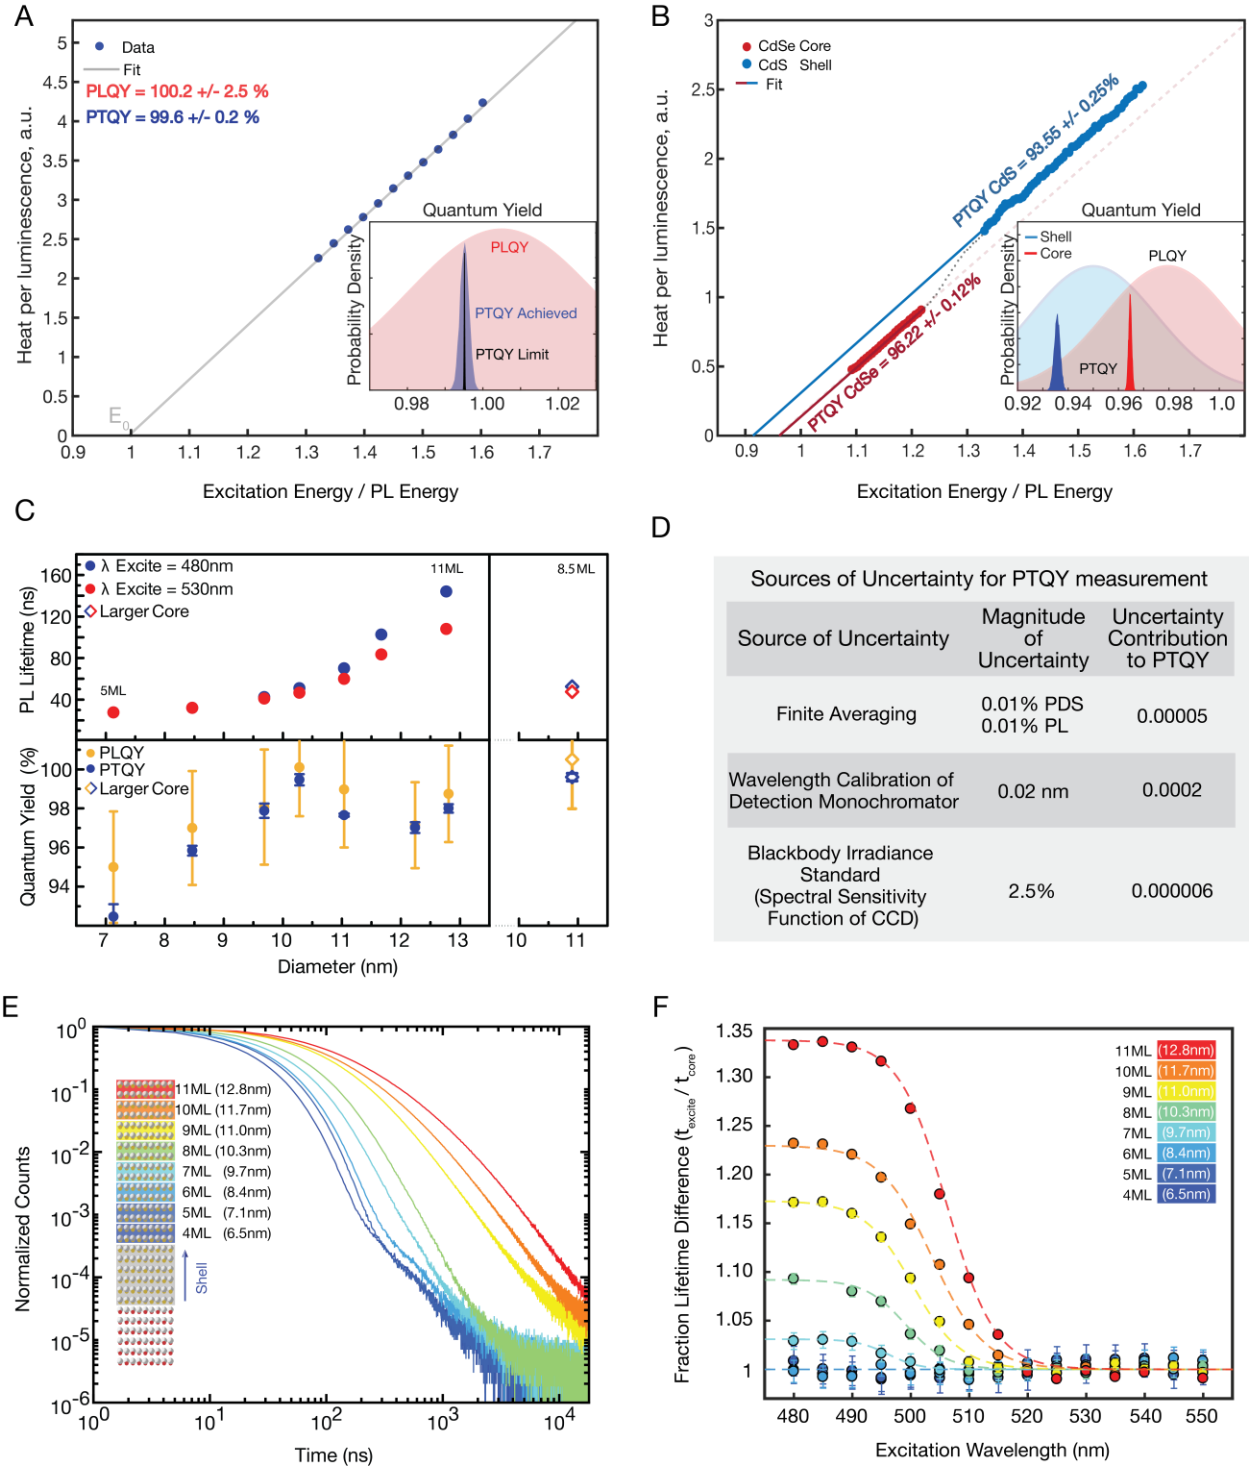 A
5
4
3.5
3
2.5
2
1.5
1
0.5
0
Heat per luminescence, a.u.
Data
Fit
PLQY = 100.2 +/- 2.5 %
PTQY = 99.6 +/- 0.2 %
E0
Quantum Yield
Probability Density
PLQY
PTQY Achieved
PTQY Limit
0.98 1.00 1.02
0.9 1 1.1 1.2 1.3 1.4 1.5 1.6 1.7
Excitation Energy / PL Energy
B
3
2.5
2
1.5
1
0.5
0
Heat per luminescence, a.u.
CdSe Core
CdS Shell
Fit
PTQY CdS = 93.55 +/- 0.25%
PTQY CdSe = 96.22 +/- 0.12%
Quantum Yield
Probability Density
Shell
Core
PLQY
PTQY
0.92 0.94 0.96 0.98 1.0
0.9 1 1.1 1.2 1.3 1.4 1.5 1.6 1.7
Excitation Energy / PL Energy
C
160
120
80
40
PL Lifetime (ns)
λ Excite = 480nm
λ Excite = 530nm
Larger Core
5ML
11ML
8.5ML
100
98
96
94
Quantum Yield (%)
PLQY
PTQY
Larger Core
7 8 9 10 11 12 13 10 11
Diameter (nm)
D
Sources of Uncertainty for PTQY measurement
Source of Uncertainty
Magnitude
of
Uncertainty
Uncertainty
Contribution
to PTQY
Finite Averaging
0.01% PDS
0.01% PL
0.00005
Wavelength Calibration of
Detection Monochromator
0.02 nm
0.0002
Blackbody Irradiance
Standard
(Spectral Sensitivity
Function of CCD)
2.5%
0.000006
E
10^0
10^-1
10^-2
10^-3
10^-4
10^-5
10^-6
Normalized Counts
11ML (12.8nm)
10ML (11.7nm)
9ML (11.0nm)
8ML (10.3nm)
7ML (9.7nm)
6ML (8.4nm)
5ML (7.1nm)
4ML (6.5nm)
Shell
10^0 10^1 10^2 10^3 10^4
Time (ns)
F
1.35
1.30
1.25
1.20
1.15
1.10
1.05
1
Fraction Lifetime Difference (t_excite / t_core)
11ML (12.8nm)
10ML (11.7nm)
9ML (11.0nm)
8ML (10.3nm)
7ML (9.7nm)
6ML (8.4nm)
5ML (7.1nm)
4ML (6.5nm)
480 490 500 510 520 530 540 550
Excitation Wavelength (nm)